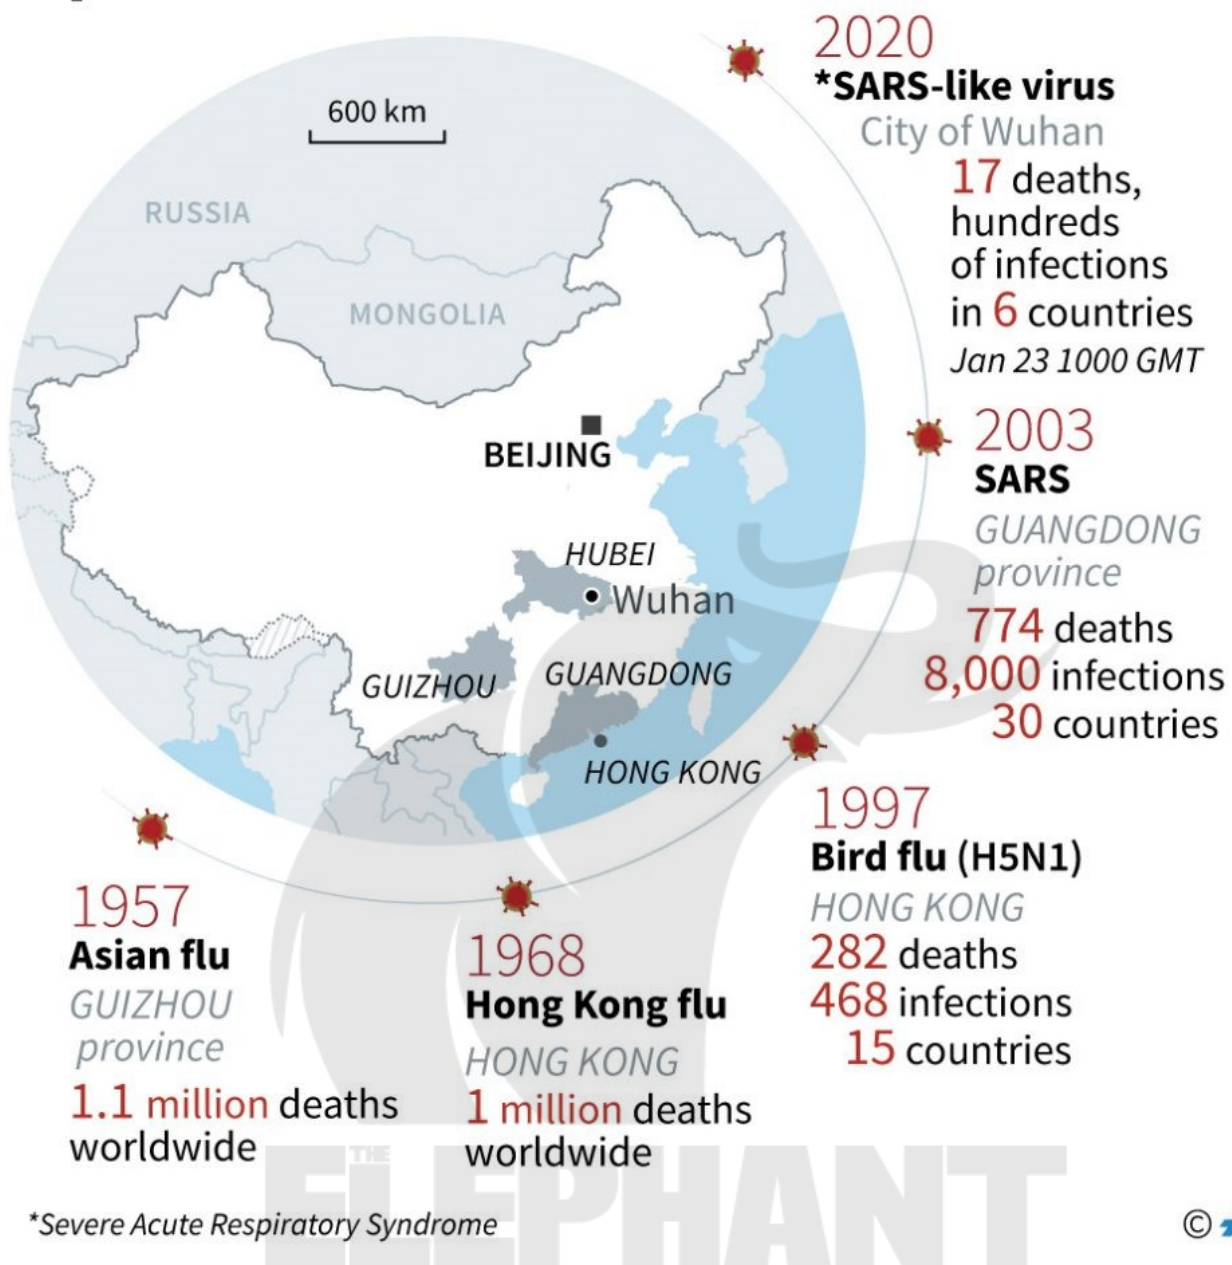 600 km
RUSSIA
MONGOLIA
BEIJING
HUBEI
Wuhan
GUIZHOU
GUANGDONG
HONG KONG
2020
*SARS-like virus
City of Wuhan
17 deaths,
hundreds
of infections
in 6 countries
Jan 23 1000 GMT
2003
SARS
GUANGDONG
province
774 deaths
8,000 infections
30 countries
1997
Bird flu (H5N1)
HONG KONG
282 deaths
468 infections
15 countries
1968
Hong Kong flu
HONG KONG
1 million deaths
worldwide
1957
Asian flu
GUIZHOU
province
1.1 million deaths
worldwide
*Severe Acute Respiratory Syndrome
©
THE
ELEPHANT